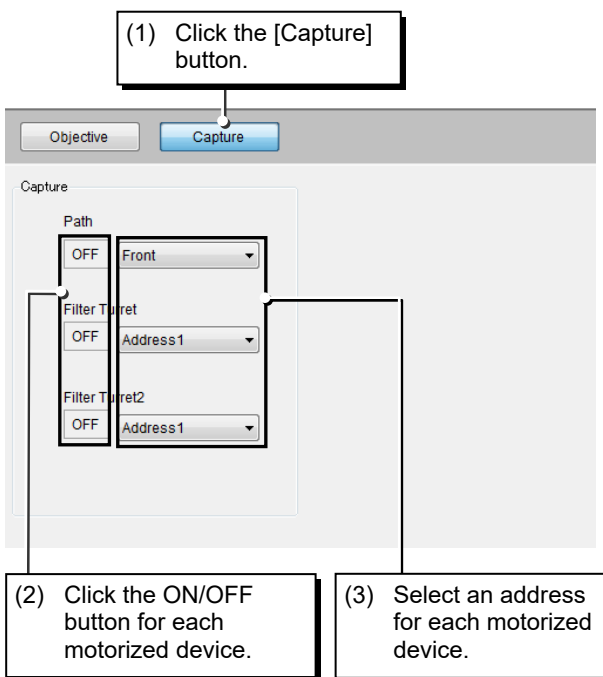 (1) Click the [Capture]
button.
Objective
Capture
Capture
Path
OFF
Front
Filter Turret
OFF
Address1
Filter Turret2
OFF
Address1
(2) Click the ON/OFF
button for each
motorized device.
(3) Select an address
for each motorized
device.